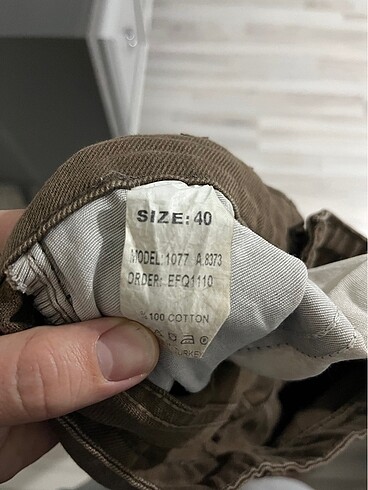 SIZE: 40
MODEL: 1077 A.8373
ORDER: EFQ1110
% 100 COTTON